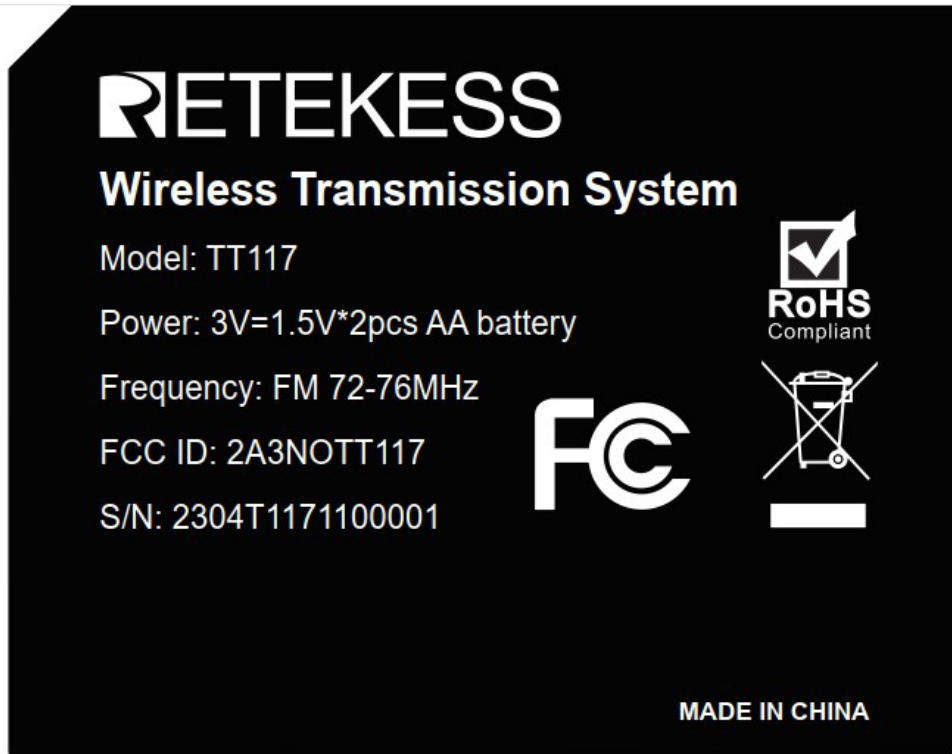 RETEKESS
Wireless Transmission System
Model: TT117
Power: 3V=1.5V*2pcs AA battery
Frequency: FM 72-76MHz
FCC ID: 2A3NOTT117
S/N: 2304T1171100001
FC
RoHS
Compliant
MADE IN CHINA